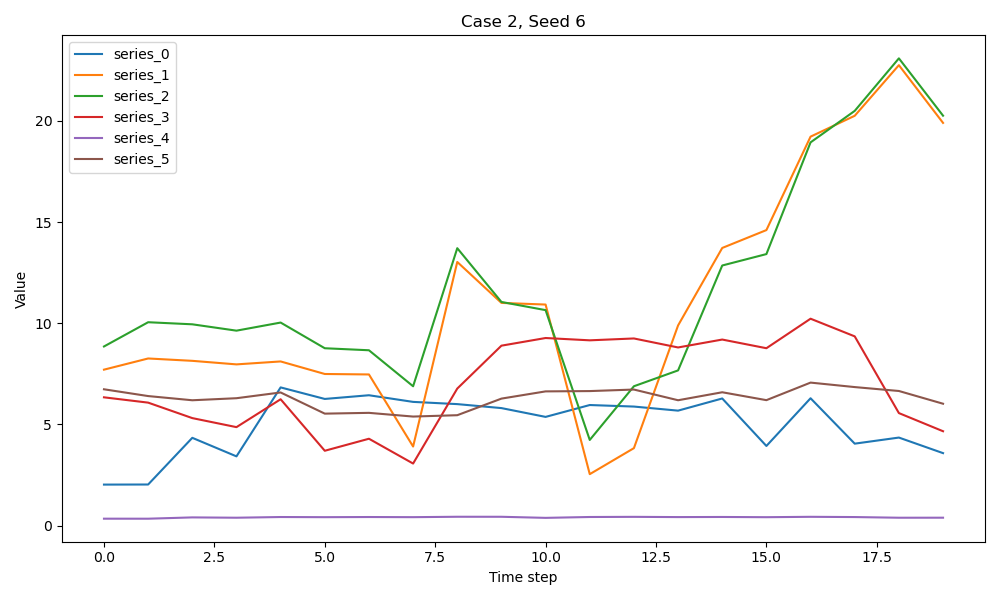 Case 2, Seed 6
series_0
series_1
series_2
series_3
series_4
series_5
Value
20
15
10
5
0
0.0 2.5 5.0 7.5 10.0 12.5 15.0 17.5
Time step